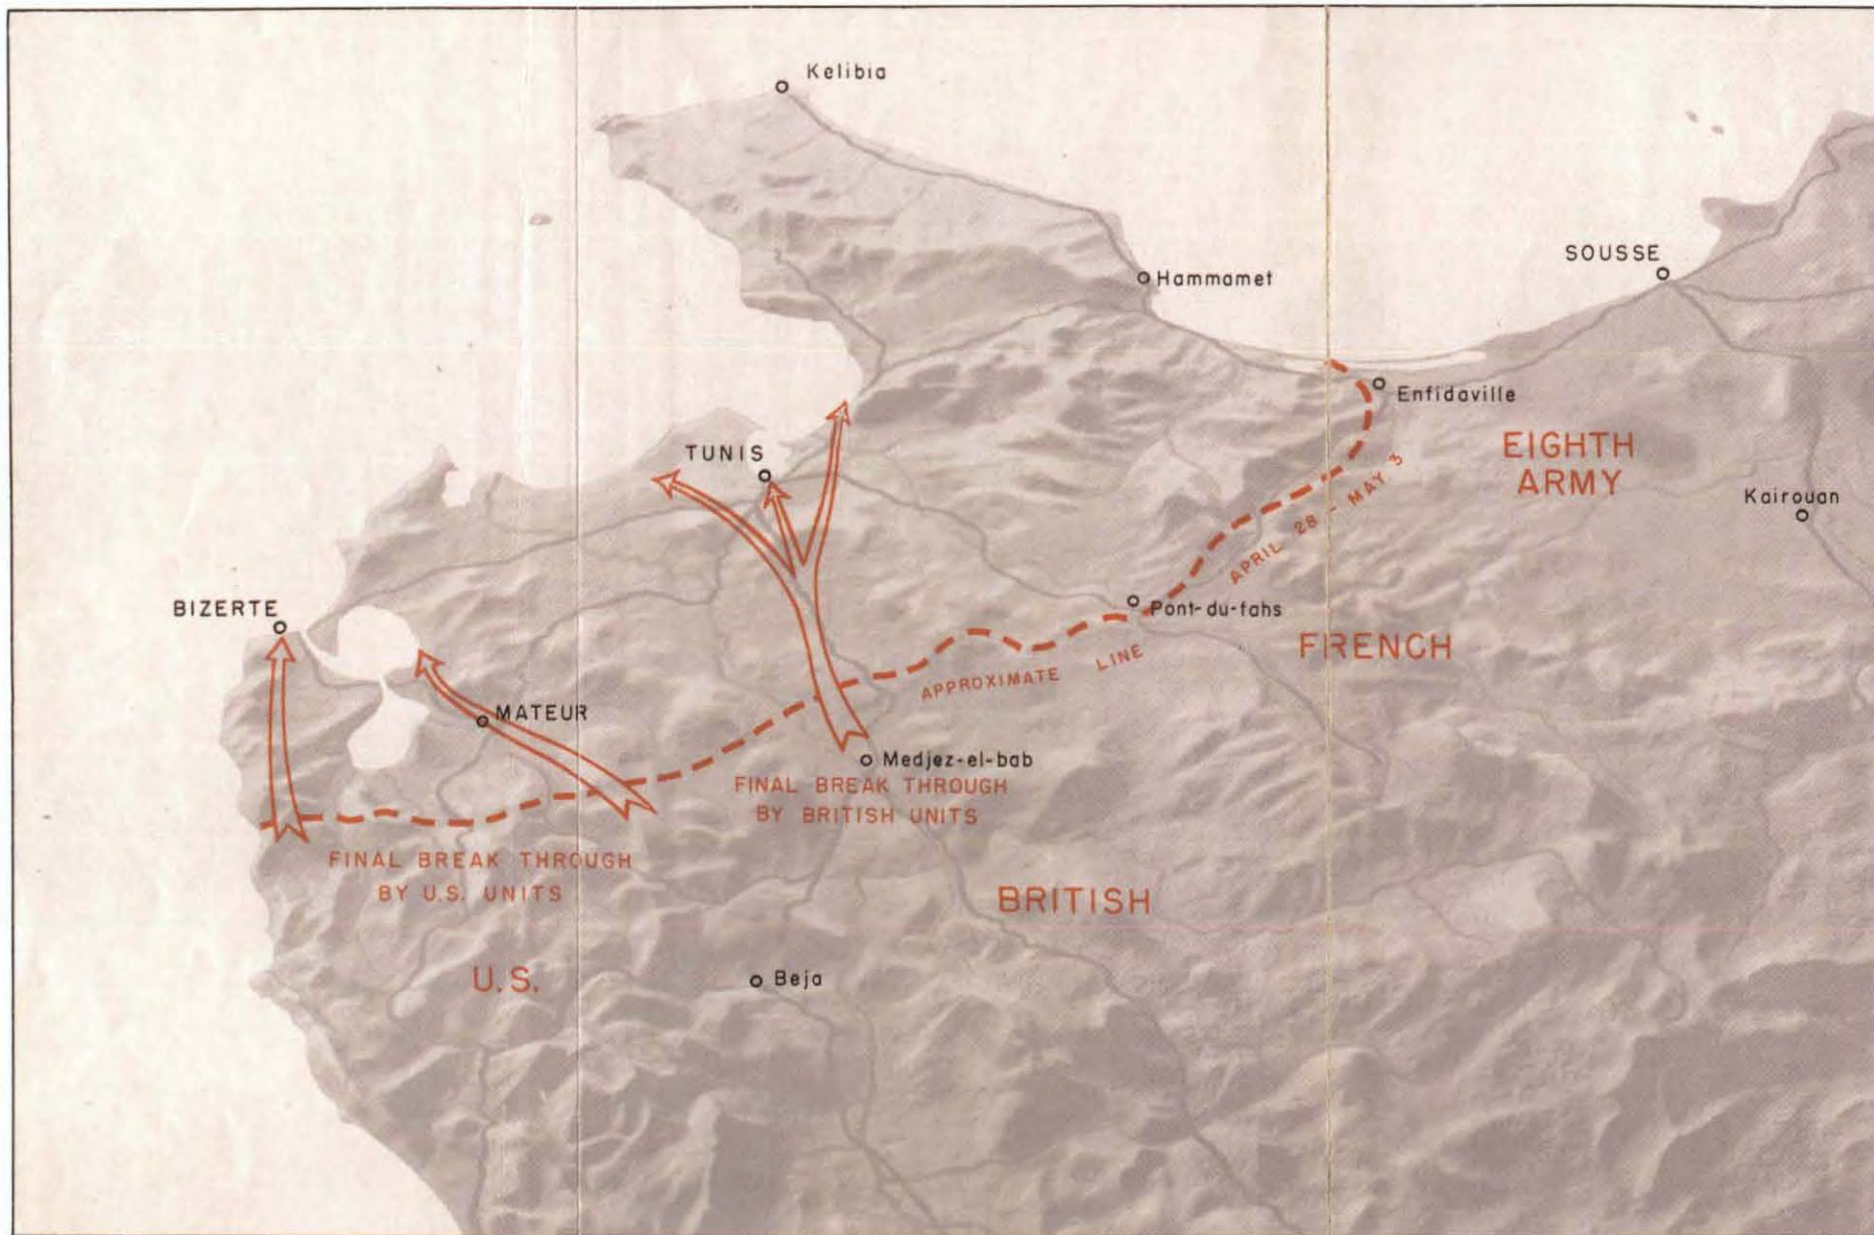 Kelibia
SOUSSE
Hammamet
Enfidaville
EIGHTH
ARMY
TUNIS
Kairouan
APRIL 28 - MAY 3
BIZERTE
Pont-du-fahs
FRENCH
APPROXIMATE LINE
MATEUR
Medjez-el-bab
FINAL BREAK THROUGH
BY BRITISH UNITS
FINAL BREAK THROUGH
BY U.S. UNITS
BRITISH
U.S.
Beja